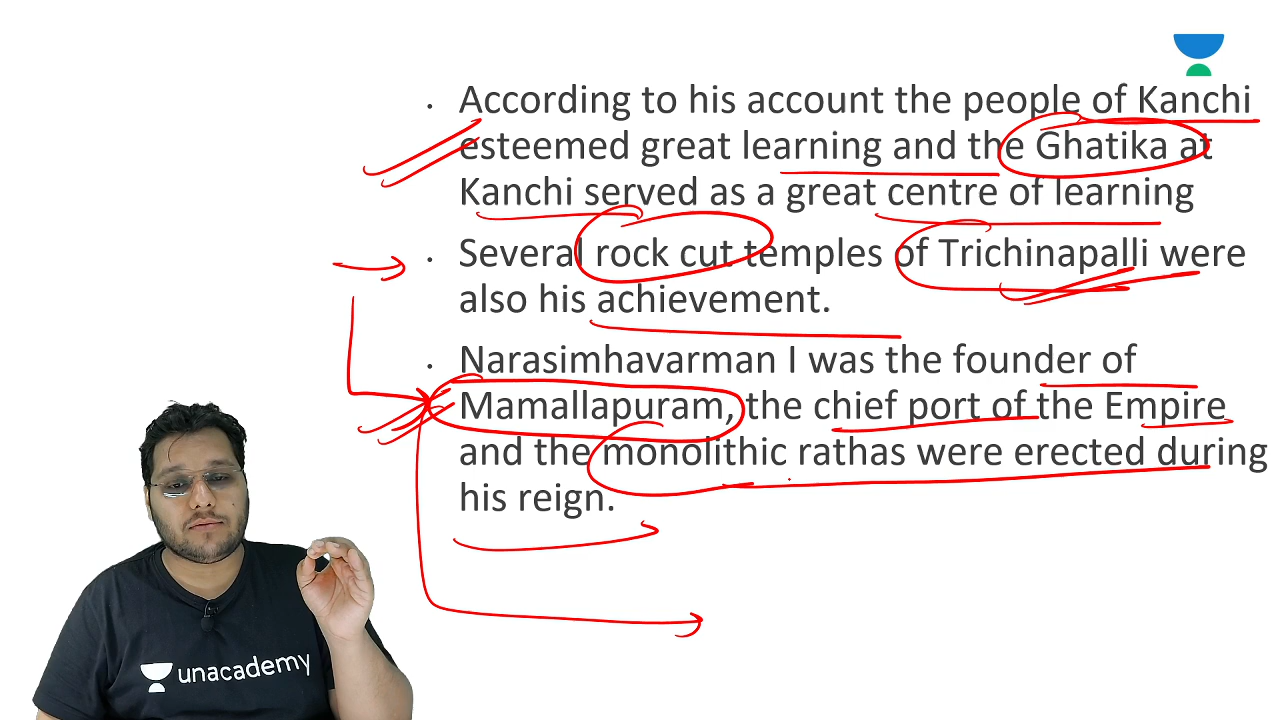 • According to his account the people of Kanchi
esteemed great learning and the Ghatika at
Kanchi served as a great centre of learning
• Several rock cut temples of Trichinapalli were
also his achievement.
• Narasimhavarman I was the founder of
Mamallapuram, the chief port of the Empire
and the monolithic rathas were erected during
his reign.
unacademy